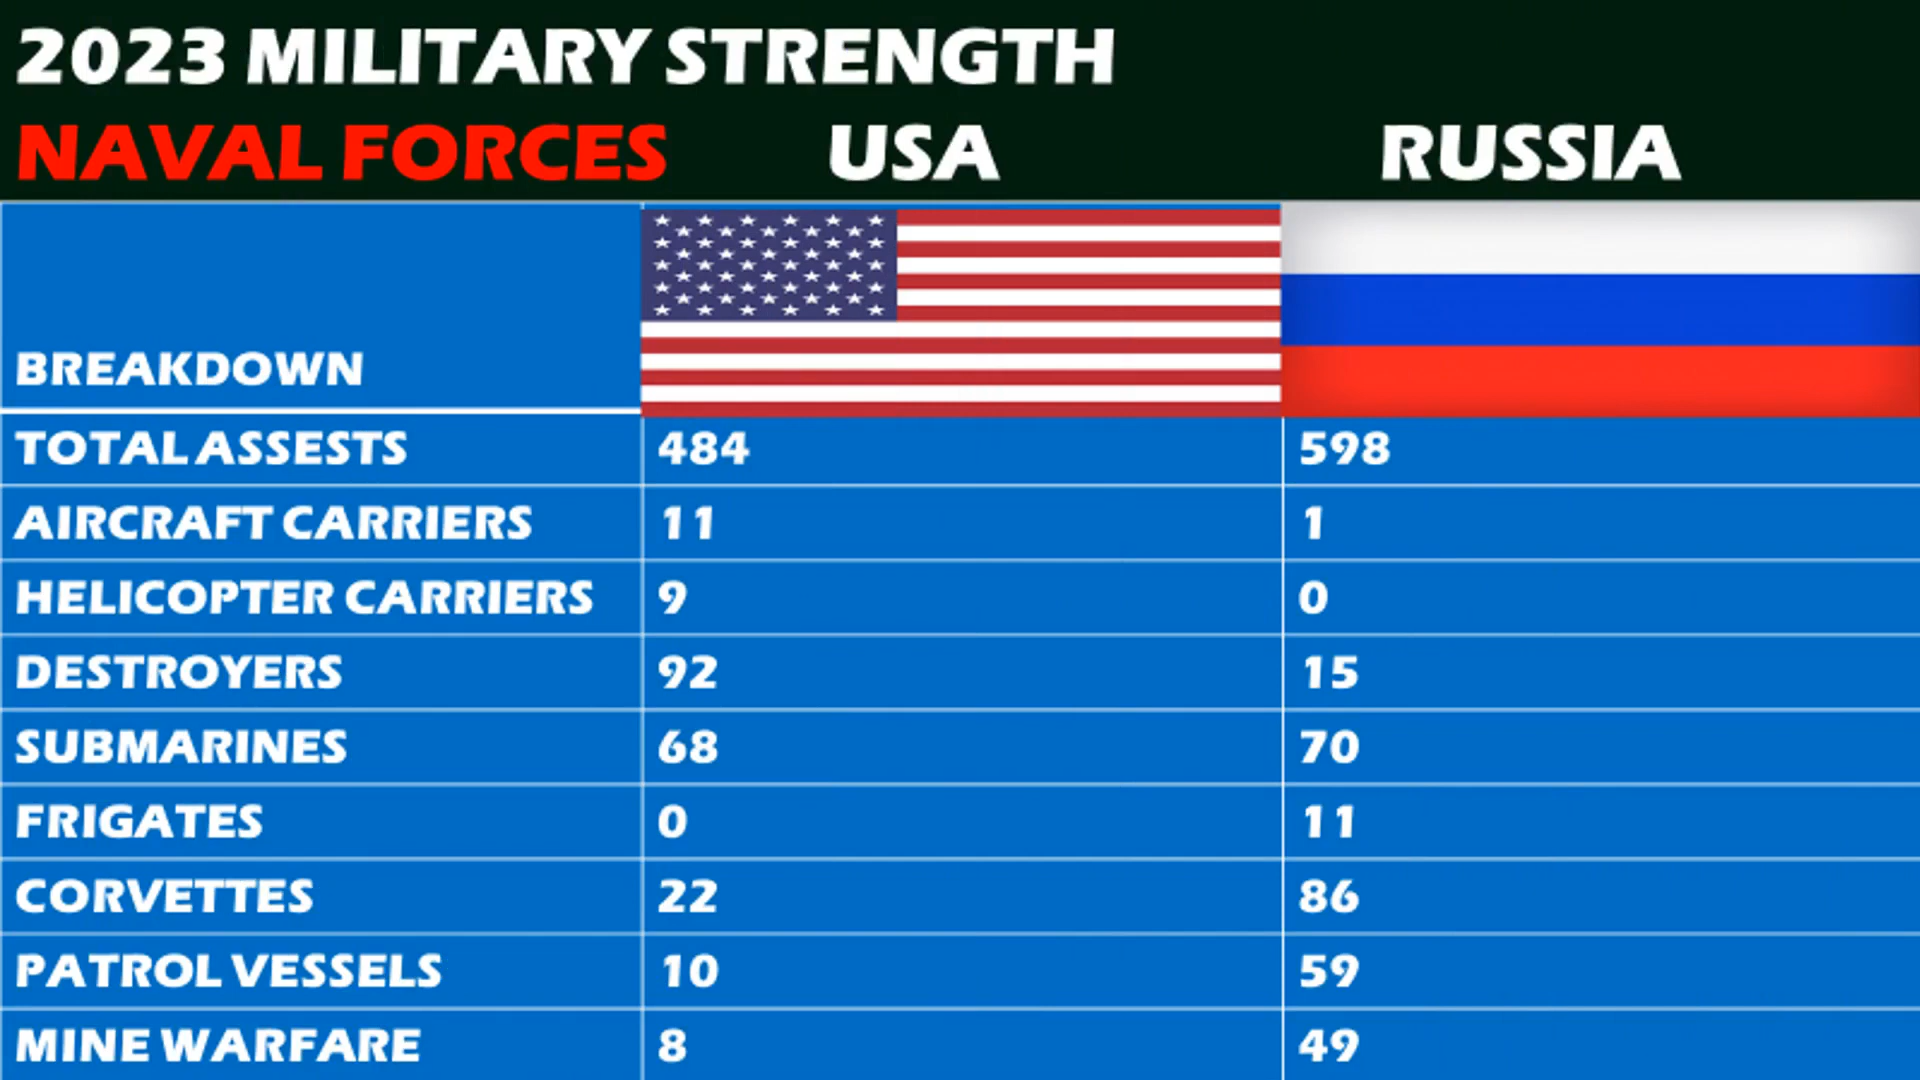 2023 MILITARY STRENGTH
NAVAL FORCES USA RUSSIA
BREAKDOWN
TOTAL ASSESTS 484 598
AIRCRAFT CARRIERS 11 1
HELICOPTER CARRIERS 9 0
DESTROYERS 92 15
SUBMARINES 68 70
FRIGATES 0 11
CORVETTES 22 86
PATROL VESSELS 10 59
MINE WARFARE 8 49